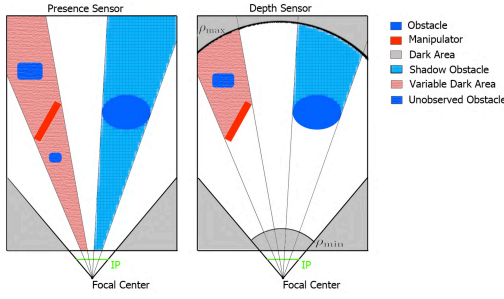 Presence Sensor
Depth Sensor
ρmax
ρmin
IP
Focal Center
IP
Focal Center
Obstacle
Manipulator
Dark Area
Shadow Obstacle
Variable Dark Area
Unobserved Obstacle